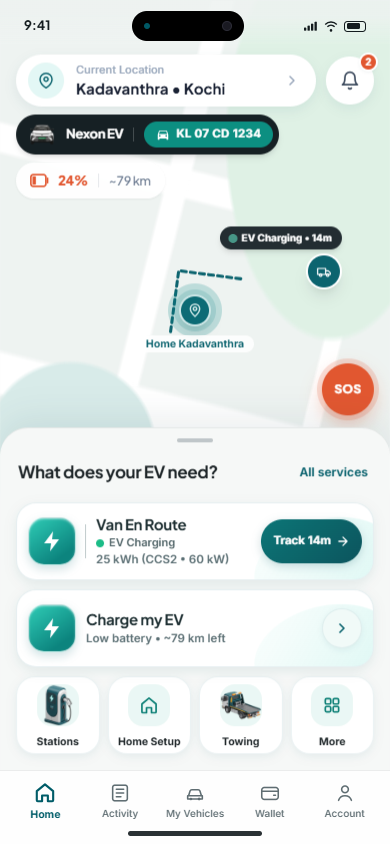 9:41
Current Location
Kadavanthra • Kochi
2
Nexon EV
KL 07 CD 1234
24%
~79 km
EV Charging • 14m
Home Kadavanthra
SOS
What does your EV need?
All services
Van En Route
EV Charging
25 kWh (CCS2 • 60 kW)
Track 14m →
Charge my EV
Low battery • ~79 km left
Stations
Home Setup
Towing
More
Home
Activity
My Vehicles
Wallet
Account